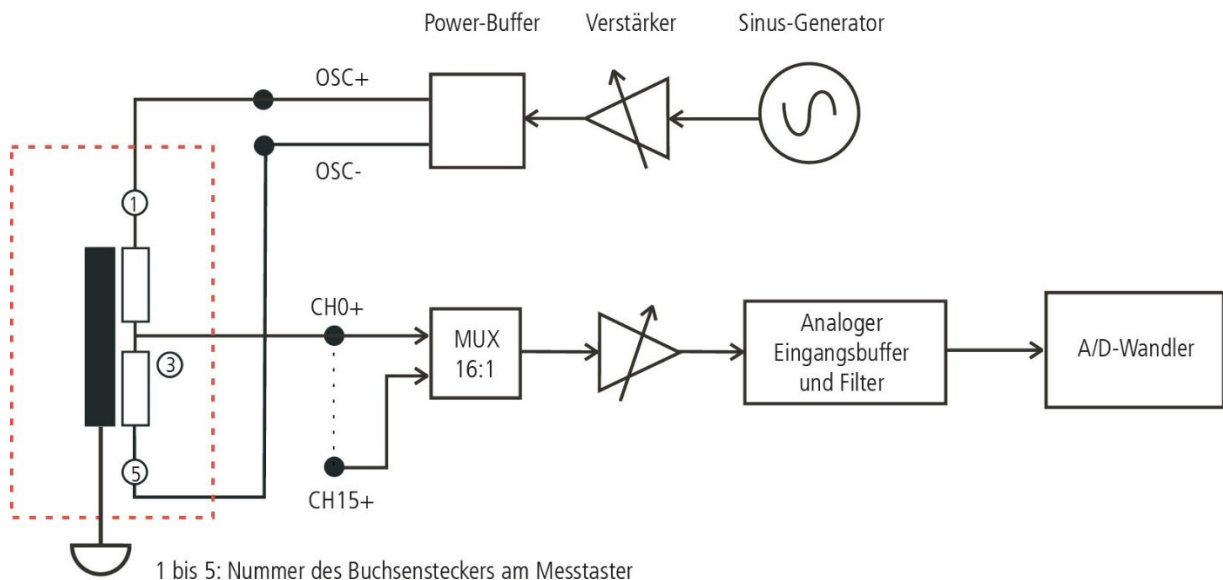 Power-Buffer
Verstärker
Sinus-Generator
OSC+
OSC-
1
CH0+
MUX
16:1
Analoger
Eingangsbuffer
und Filter
A/D-Wandler
3
5
CH15+
1 bis 5: Nummer des Buchsensteckers am Messtaster